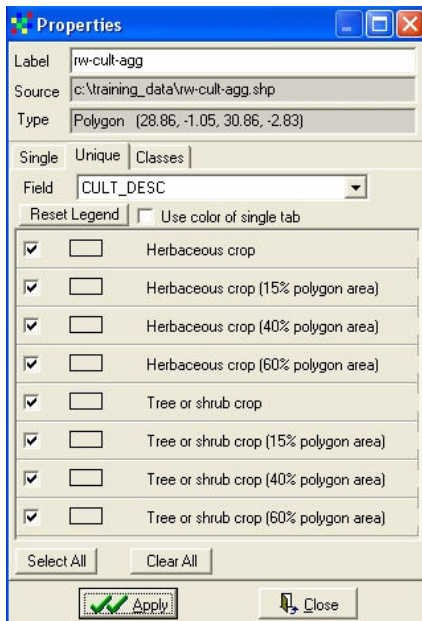 Properties
Label rw-cult-agg
Source c:\training_data\rw-cult-agg.shp
Type Polygon (28.86, -1.05, 30.86, -2.83)
Single Unique Classes
Field CULT_DESC
Reset Legend Use color of single tab
Herbaceous crop
Herbaceous crop (15% polygon area)
Herbaceous crop (40% polygon area)
Herbaceous crop (60% polygon area)
Tree or shrub crop
Tree or shrub crop (15% polygon area)
Tree or shrub crop (40% polygon area)
Tree or shrub crop (60% polygon area)
Select All Clear All
Apply Close